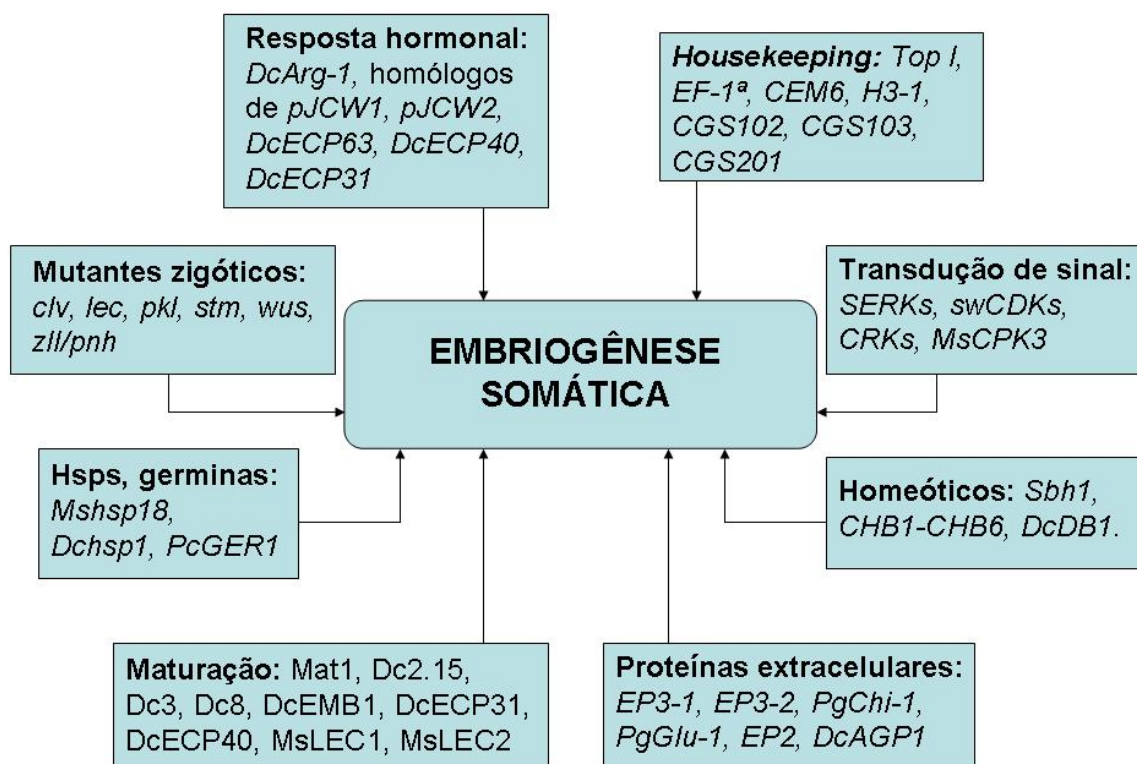 Resposta hormonal:
DcArg-1, homólogos
de pJCW1, pJCW2,
DcECP63, DcECP40,
DcECP31
Housekeeping: Top I,
EF-1ª, CEM6, H3-1,
CGS102, CGS103,
CGS201
Mutantes zigóticos:
clv, lec, pkl, stm, wus,
zll/pnh
Transdução de sinal:
SERKs, swCDKs,
CRKs, MsCPK3
EMBRIOGÊNESE
SOMÁTICA
Hsps, germinas:
Mshsp18,
Dchsp1, PcGER1
Homeóticos: Sbh1,
CHB1-CHB6, DcDB1.
Maturação: Mat1, Dc2.15,
Dc3, Dc8, DcEMB1, DcECP31,
DcECP40, MsLEC1, MsLEC2
Proteínas extracelulares:
EP3-1, EP3-2, PgChi-1,
PgGlu-1, EP2, DcAGP1